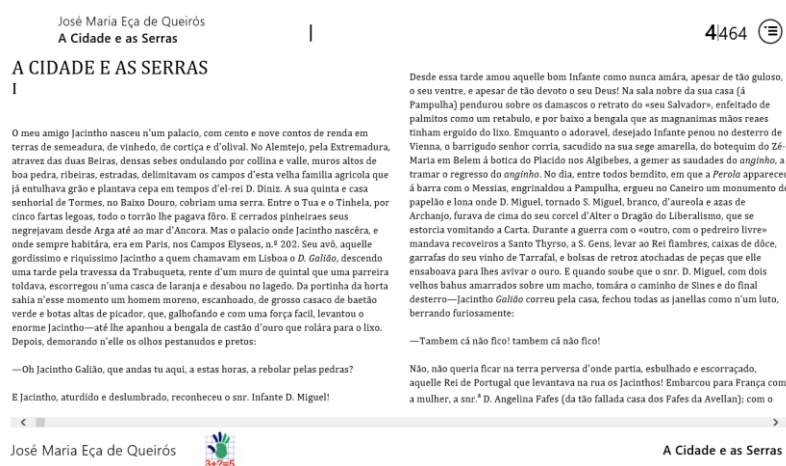 José Maria Eça de Queirós
A Cidade e as Serras
4|464
A CIDADE E AS SERRAS
I
O meu amigo Jacintho nasceu n'um palacio, com cento e nove contos de renda em
terras de semeadura, de vinhedo, de cortiça e d'olival. No Alemtejo, pela Extremadura,
atravez das duas Beiras, densas sebes ondulando por collina e valle, muros altos de
boa pedra, ribeiras, estradas, delimitavam os campos d'esta velha familia agricola que
já entulhava grão e plantava cepa em tempos d'el-rei D. Diniz. A sua quinta e casa
senhorial de Tormes, no Baixo Douro, cobriam uma serra. Entre o Tua e o Tinhela, por
cinco fartas legoas, todo o torrão lhe pagava fôro. E cerrados pinheiraes seus
negrejavam desde Arga até ao mar d'Ancora. Mas o palacio onde Jacintho nascêra, e
onde sempre habitára, era em Paris, nos Campos Elyseos, n.º 202. Seu avô, aquelle
gordissimo e riquissimo Jacintho a quem chamavam em Lisboa o D. Galião, descendo
uma tarde pela travessa da Trabuqueta, rente d'um muro de quintal que uma parreira
toldava, escorregou n'uma casca de laranja e desabou no lagedo. Da portinha da horta
sahia n'esse momento um homem moreno, escanhoado, de grosso casaco de baetão
verde e botas altas de picador, que, galhofando e com uma força facil, levantou o
enorme Jacintho—até lhe apanhou a bengala de castão d'ouro que rolára para o lixo.
Depois, demorando n'elle os olhos pestanudos e pretos:
—Oh Jacintho Galião, que andas tu aqui, a estas horas, a rebolar pelas pedras?
E Jacintho, aturdido e deslumbrado, reconheceu o snr. Infante D. Miguel!
Desde essa tarde amou aquelle bom Infante como nunca amára, apesar de tão guloso,
o seu ventre, e apesar de tão devoto o seu Deus! Na sala nobre da sua casa (á
Pampulha) pendurou sobre os damascos o retrato do «seu Salvador», enfeitado de
palmitos como um retabulo, e por baixo a bengala que as magnanimas mãos reaes
tinham erguido do lixo. Emquanto o adoravel, desejado Infante penou no desterro de
Vienna, o barrigudo senhor corria, sacudido na sua sege amarella, do botequim do Zé-
Maria em Belem á botica do Placido nos Algibebes, a gemer as saudades do anginho, a
tramar o regresso do anginho. No dia, entre todos bemdito, em que a Perola appareceu
á barra com o Messias, engrinaldou a Pampulha, ergueu no Caneiro um monumento de
papelão e lona onde D. Miguel, tornado S. Miguel, branco, d'aureola e azas de
Archanjo, furava de cima do seu corcel d'Alter o Dragão do Liberalismo, que se
estorcia vomitando a Carta. Durante a guerra com o «outro, com o pedreiro livre»
mandava recoveiros a Santo Thyrso, a S. Gens, levar ao Rei fiambres, caixas de dôce,
garrafas do seu vinho de Tarrafal, e bolsas de retroz atochadas de peças que elle
ensaboava para lhes avivar o ouro. E quando soube que o snr. D. Miguel, com dois
velhos bahus amarrados sobre um macho, tomára o caminho de Sines e do final
desterro—Jacintho Galião correu pela casa, fechou todas as janellas como n'um luto,
berrando furiosamente:
—Tambem cá não fico! tambem cá não fico!
Não, não queria ficar na terra perversa d'onde partia, esbulhado e escorraçado,
aquelle Rei de Portugal que levantava na rua os Jacinthos! Embarcou para França com
a mulher, a snr.ª D. Angelina Fafes (da tão fallada casa dos Fafes da Avellan); com o
José Maria Eça de Queirós
3+2=5
A Cidade e as Serras